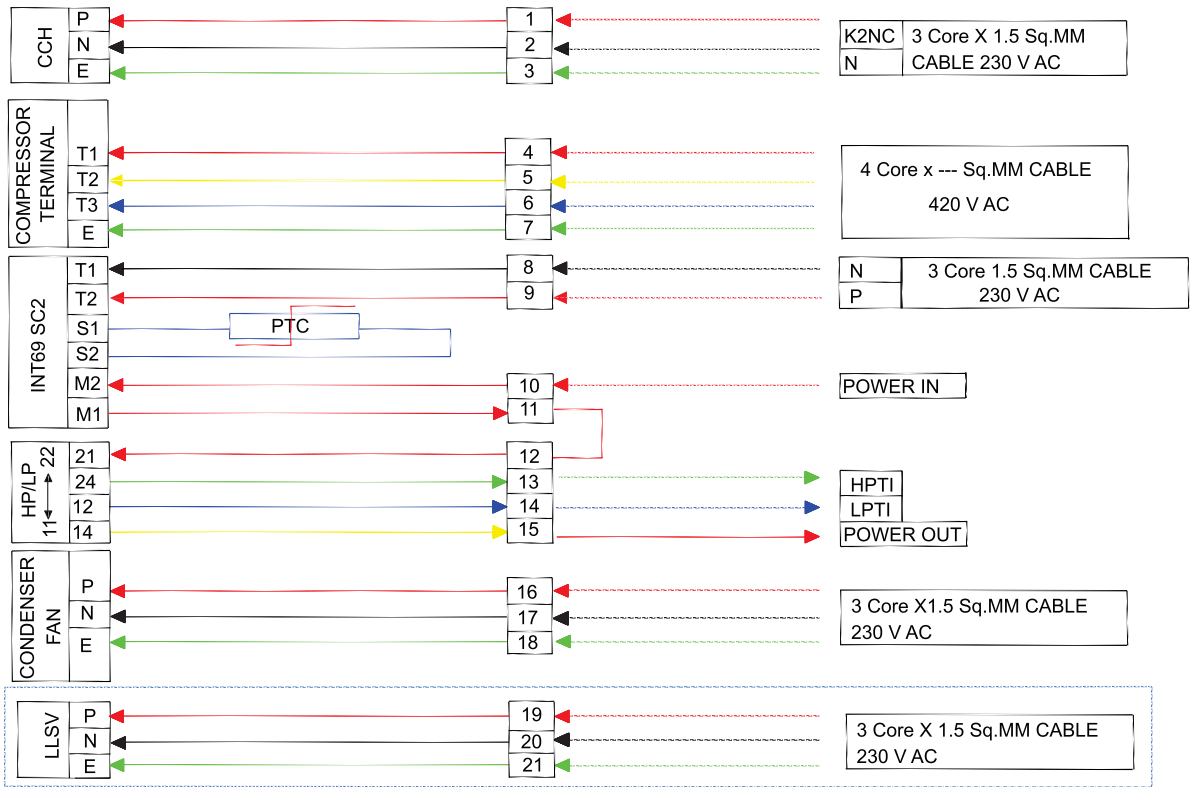 CCH
P
N
E
1
2
3
K2NC
N
3 Core X 1.5 Sq.MM
CABLE 230 V AC
COMPRESSOR
TERMINAL
T1
T2
T3
E
4
5
6
7
4 Core x --- Sq.MM CABLE
420 V AC
INT69 SC2
T1
T2
S1
S2
M2
M1
PTC
8
9
10
11
N
P
3 Core 1.5 Sq.MM CABLE
230 V AC
POWER IN
HP/LP
11
22
21
24
12
14
12
13
14
15
HPTI
LPTI
POWER OUT
CONDENSER
FAN
P
N
E
16
17
18
3 Core X1.5 Sq.MM CABLE
230 V AC
LLSV
P
N
E
19
20
21
3 Core X 1.5 Sq.MM CABLE
230 V AC